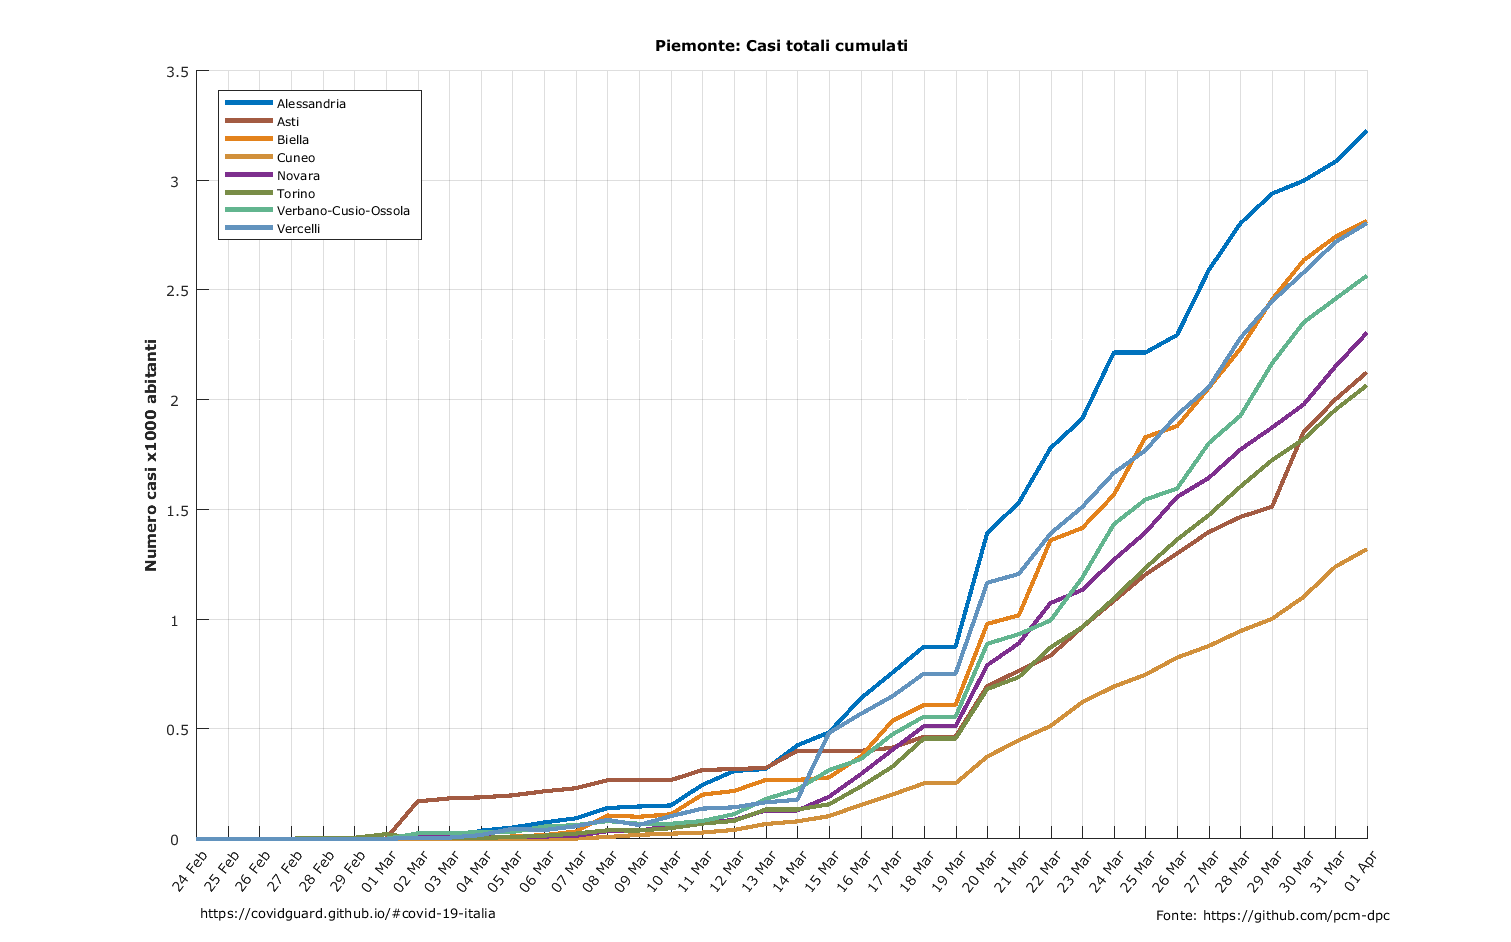 Piemonte: Casi totali cumulati
3.5
3
2.5
2
1.5
1
0.5
0
Numero casi x1000 abitanti
Alessandria
Asti
Biella
Cuneo
Novara
Torino
Verbano-Cusio-Ossola
Vercelli
24 Feb
25 Feb
26 Feb
27 Feb
28 Feb
29 Feb
01 Mar
02 Mar
03 Mar
04 Mar
05 Mar
06 Mar
07 Mar
08 Mar
09 Mar
10 Mar
11 Mar
12 Mar
13 Mar
14 Mar
15 Mar
16 Mar
17 Mar
18 Mar
19 Mar
20 Mar
21 Mar
22 Mar
23 Mar
24 Mar
25 Mar
26 Mar
27 Mar
28 Mar
29 Mar
30 Mar
31 Mar
01 Apr
https://covidguard.github.io/#covid-19-italia
Fonte: https://github.com/pcm-dpc